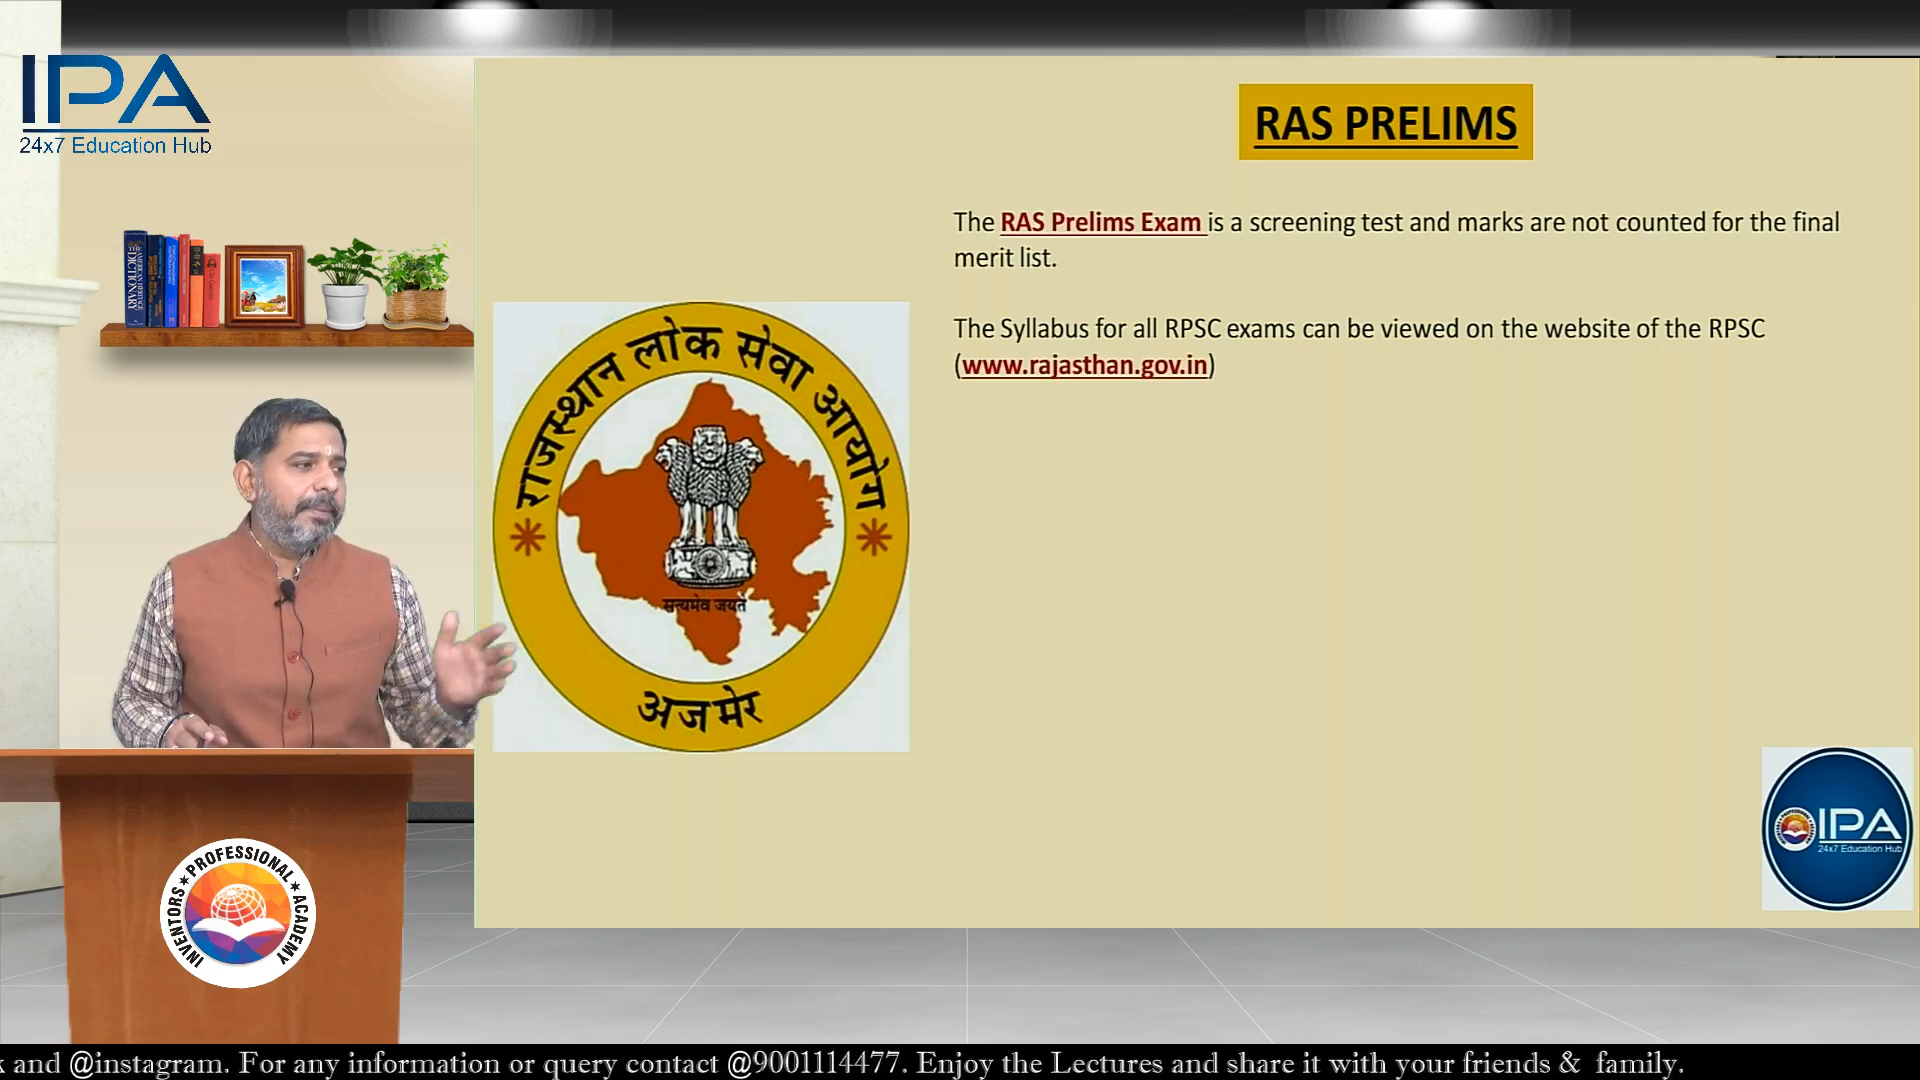 IPA
24x7 Education Hub
RAS PRELIMS
The RAS Prelims Exam is a screening test and marks are not counted for the final
merit list.
The Syllabus for all RPSC exams can be viewed on the website of the RPSC
(www.rajasthan.gov.in)
राजस्थान लोक सेवा आयोग
सत्यमेव जयते
अजमेर
THE
DICTIONARY
IPA
24x7 Education Hub
INVENTORS ★ PROFESSIONAL ★ ACADEMY
and @instagram. For any information or query contact @9001114477. Enjoy the Lectures and share it with your friends & family.